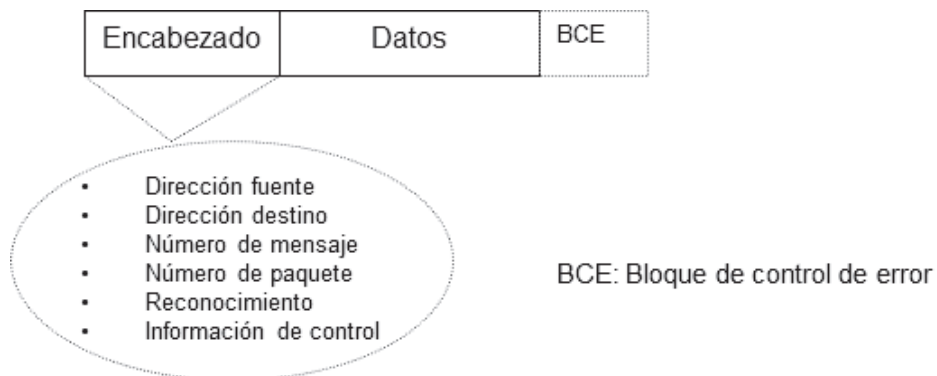 Encabezado Datos BCE
• Dirección fuente
• Dirección destino
• Número de mensaje
• Número de paquete
• Reconocimiento
• Información de control
BCE: Bloque de control de error